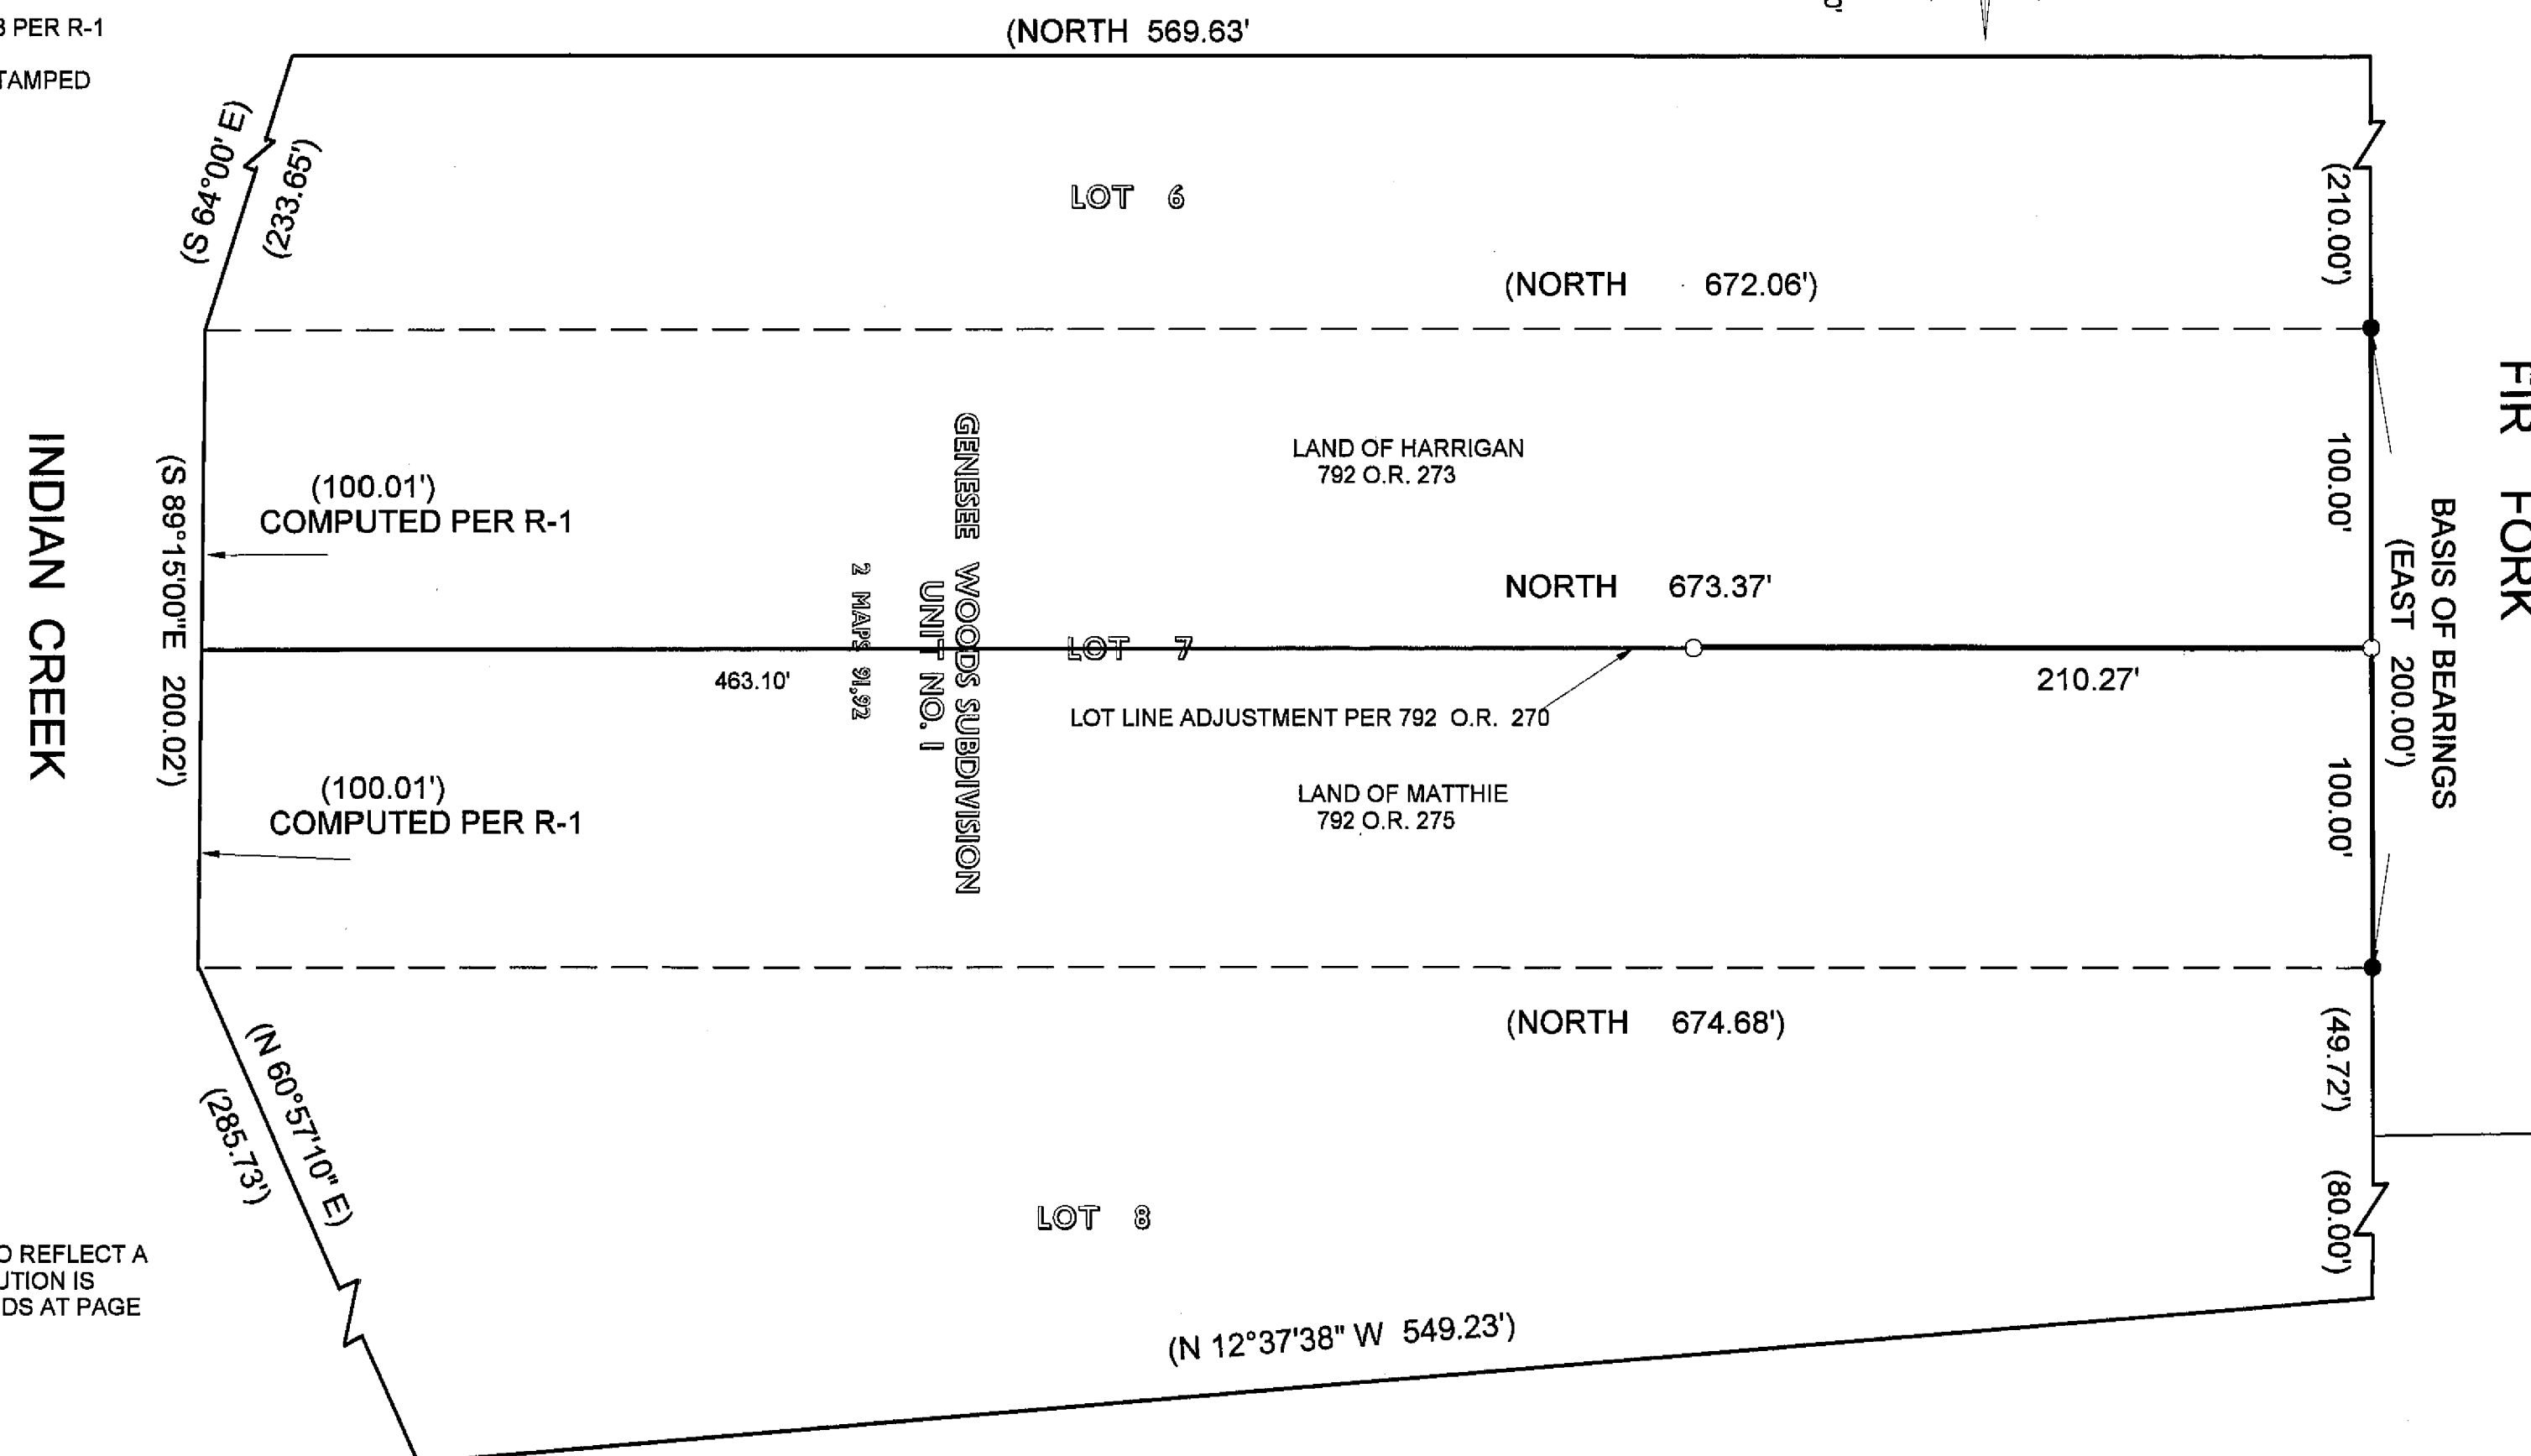 3 PER R-1
TAMPED
(NORTH 569.63'
(S 64°00' E)
(233.65')
LOT 6
(210.00')
(NORTH 672.06')
INDIAN CREEK
(S 89°15'00"E 200.02')
(100.01')
COMPUTED PER R-1
GENESEE WOODS SUBDIVISION
UNIT NO. 1
2 MAPS 91,92
LAND OF HARRIGAN
792 O.R. 273
100.00'
FIR FORK
BASIS OF BEARINGS
(EAST 200.00')
NORTH 673.37'
LOT 7
463.10'
210.27'
LOT LINE ADJUSTMENT PER 792 O.R. 270
(100.01')
COMPUTED PER R-1
LAND OF MATTHIE
792 O.R. 275
100.00'
(NORTH 674.68')
(49.72')
(N 60°57'10" E)
(285.73')
LOT 8
(80.00')
O REFLECT A
UTION IS
DS AT PAGE
(N 12°37'38" W 549.23')